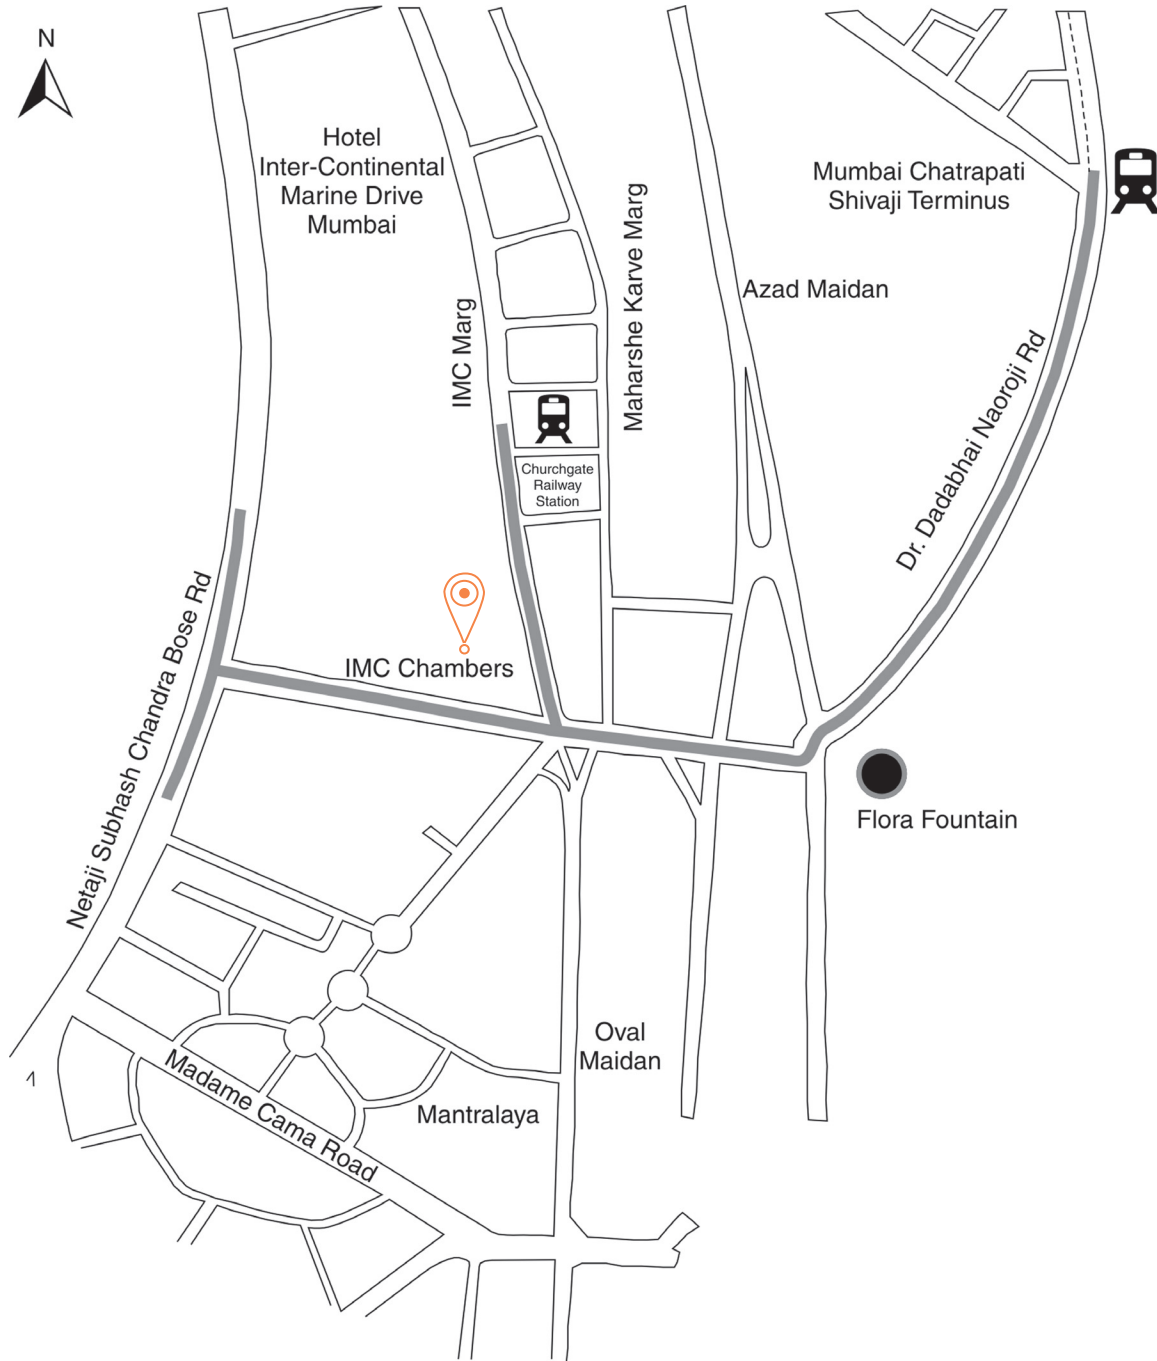 N
Hotel
Inter-Continental
Marine Drive
Mumbai
Mumbai Chatrapati
Shivaji Terminus
Maharshe Karve Marg
Azad Maidan
IMC Marg
Dr. Dadabhai Naoroji Rd
Churchgate
Railway
Station
Netaji Subhash Chandra Bose Rd
IMC Chambers
Flora Fountain
Oval
Maidan
Madame Cama Road
Mantralaya